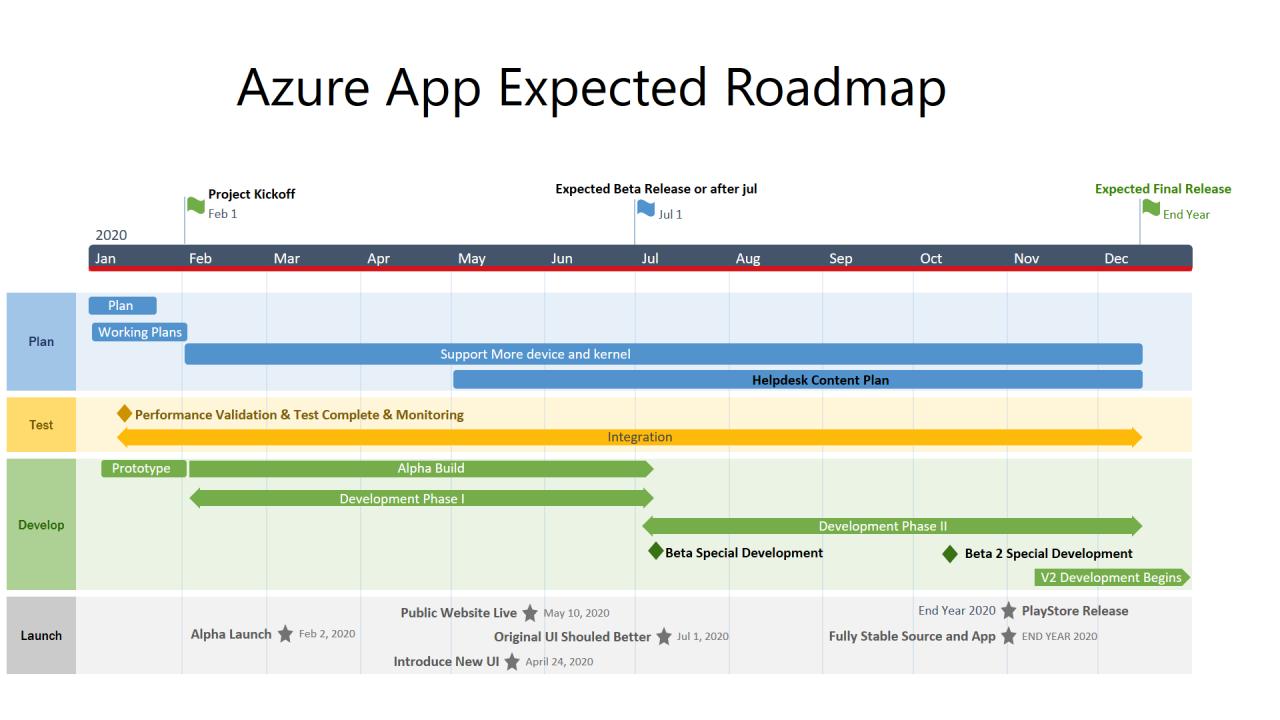 Azure App Expected Roadmap
Project Kickoff
Feb 1
Expected Beta Release or after jul
Jul 1
Expected Final Release
End Year
2020
Jan Feb Mar Apr May Jun Jul Aug Sep Oct Nov Dec
Plan
Plan
Working Plans
Support More device and kernel
Helpdesk Content Plan
Test
Performance Validation & Test Complete & Monitoring
Integration
Develop
Prototype
Alpha Build
Development Phase I
Development Phase II
Beta Special Development
Beta 2 Special Development
V2 Development Begins
Launch
Public Website Live May 10, 2020
End Year 2020 PlayStore Release
Alpha Launch Feb 2, 2020
Original UI Shouled Better Jul 1, 2020
Fully Stable Source and App END YEAR 2020
Introduce New UI April 24, 2020